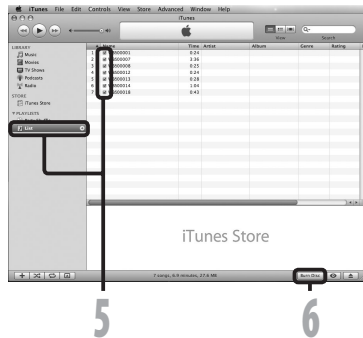 iTunes File Edit Controls View Store Advanced Window Help
iTunes
View
Search
Name Time Artist Album Genre Rating
LIBRARY
Music
Movies
TV Shows
Podcasts
Radio
STORE
iTunes Store
PLAYLISTS
List
1 0:24
2 3:36
3 0:25
4 0:24
5 0:28
6 1:04
7 0:43
iTunes Store
7 songs, 6.9 minutes, 27.6 MB
Burn Disc
5
6